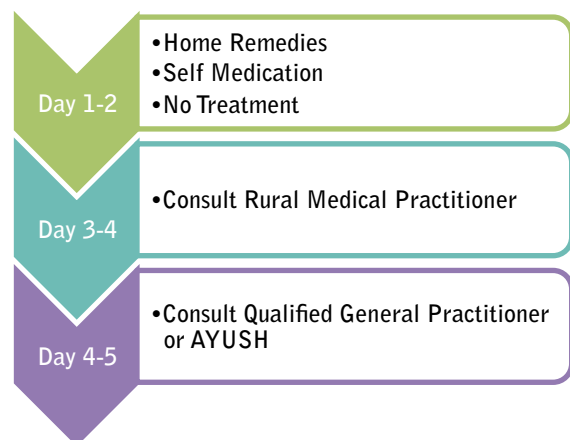 Day 1-2
•Home Remedies
•Self Medication
•No Treatment
Day 3-4
•Consult Rural Medical Practitioner
Day 4-5
•Consult Qualified General Practitioner
or AYUSH